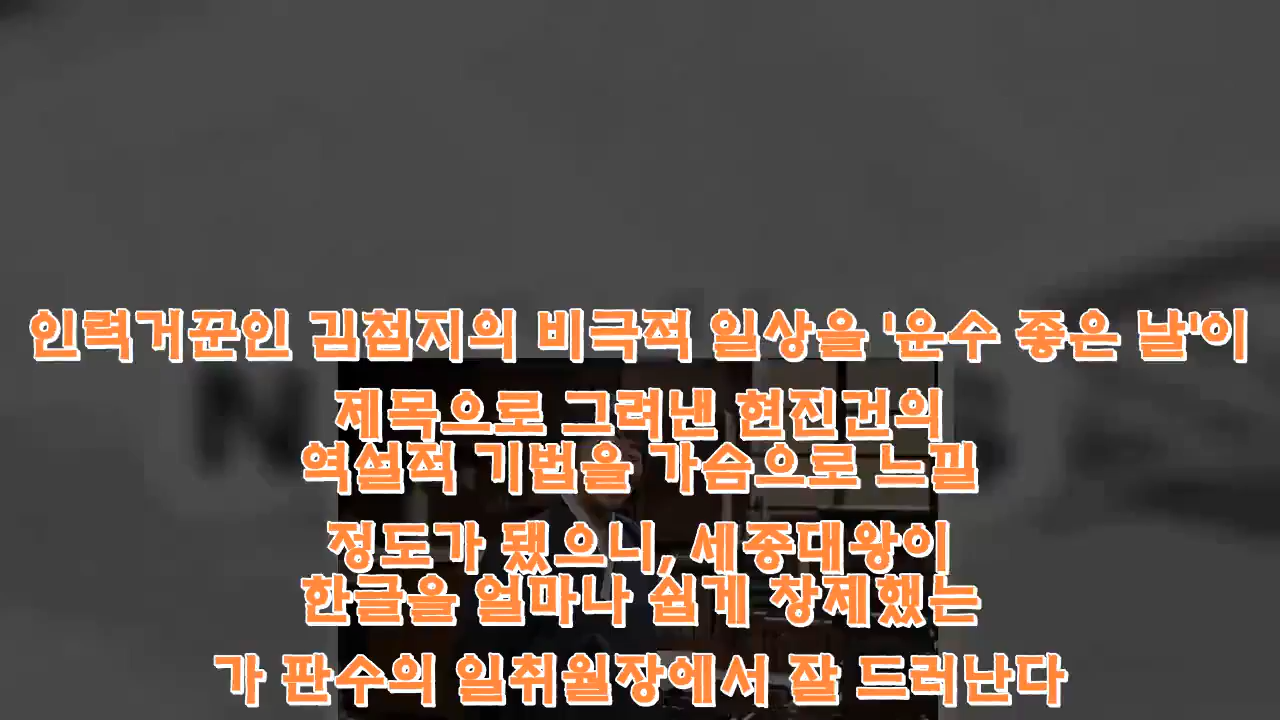 인력거꾼인 김첨지의 비극적 일상을 '운수 좋은 날'이
제목으로 그려낸 현진건의
역설적 기법을 가슴으로 느낄
정도가 됐으니, 세종대왕이
한글을 얼마나 쉽게 창제했는
가 판수의 일취월장에서 잘 드러난다